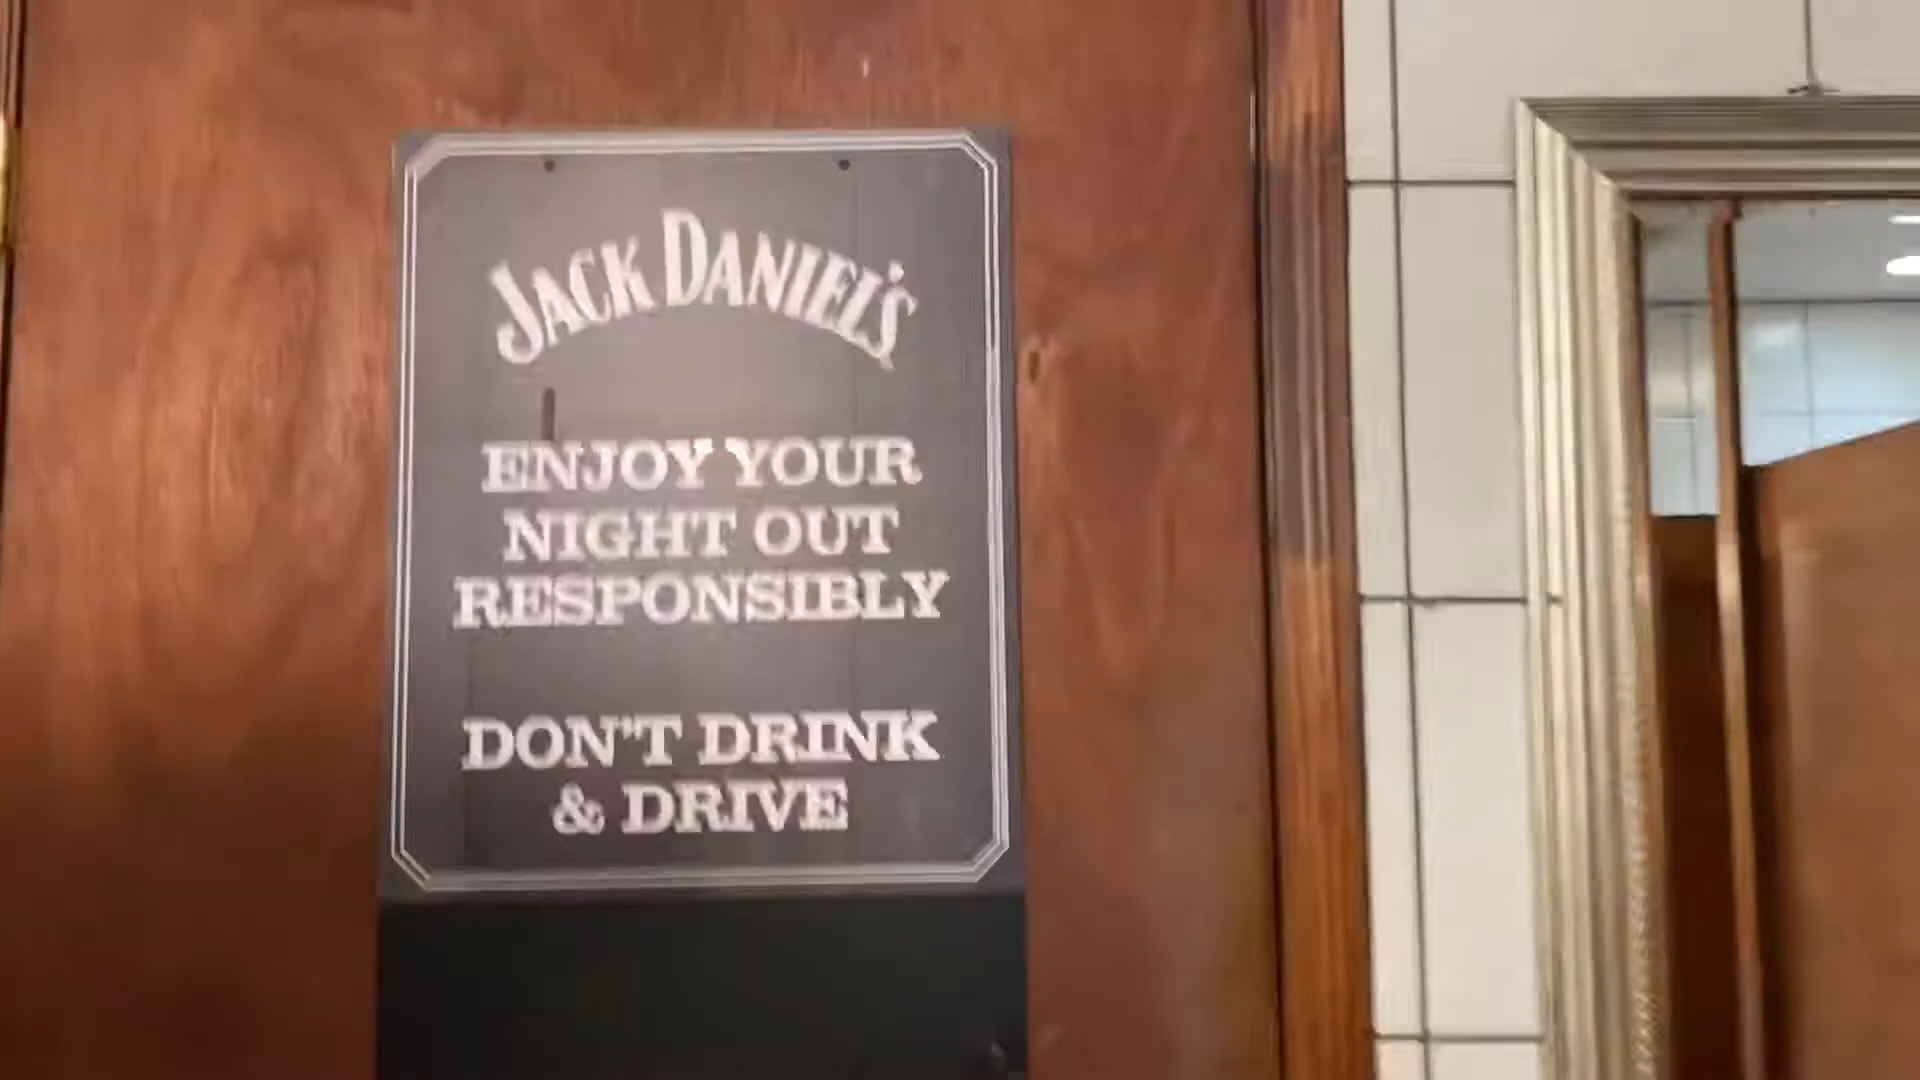 JACK DANIEL'S
ENJOY YOUR
NIGHT OUT
RESPONSIBLY
DON'T DRINK
& DRIVE